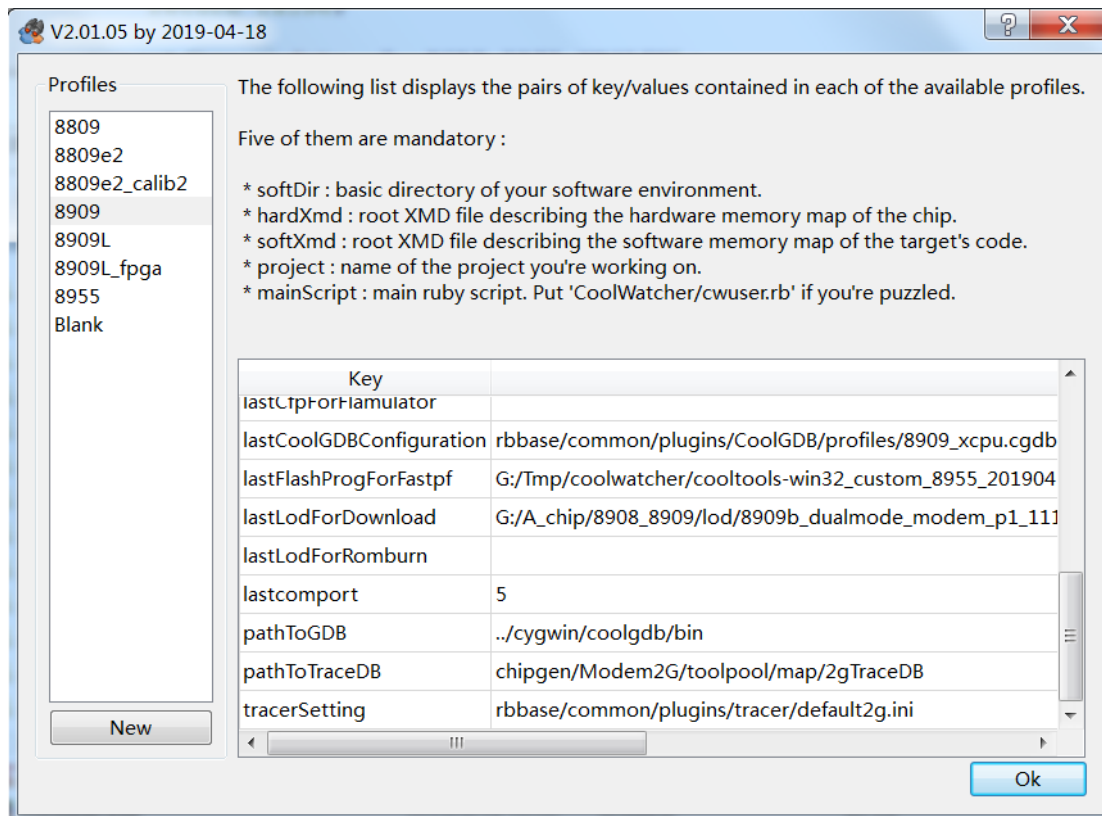 V2.01.05 by 2019-04-18
Profiles
8809
8809e2
8809e2_calib2
8909
8909L
8909L_fpga
8955
Blank
New
The following list displays the pairs of key/values contained in each of the available profiles.
Five of them are mandatory :
* softDir : basic directory of your software environment.
* hardXmd : root XMD file describing the hardware memory map of the chip.
* softXmd : root XMD file describing the software memory map of the target's code.
* project : name of the project you're working on.
* mainScript : main ruby script. Put 'CoolWatcher/cwuser.rb' if you're puzzled.
Key
lastCfpForFlamulator
lastCoolGDBConfiguration rbbase/common/plugins/CoolGDB/profiles/8909_xcpu.cgdb
lastFlashProgForFastpf G:/Tmp/coolwatcher/cooltools-win32_custom_8955_201904
lastLodForDownload G:/A_chip/8908_8909/lod/8909b_dualmode_modem_p1_111
lastLodForRomburn
lastcomport 5
pathToGDB ../cygwin/coolgdb/bin
pathToTraceDB chipgen/Modem2G/toolpool/map/2gTraceDB
tracerSetting rbbase/common/plugins/tracer/default2g.ini
Ok